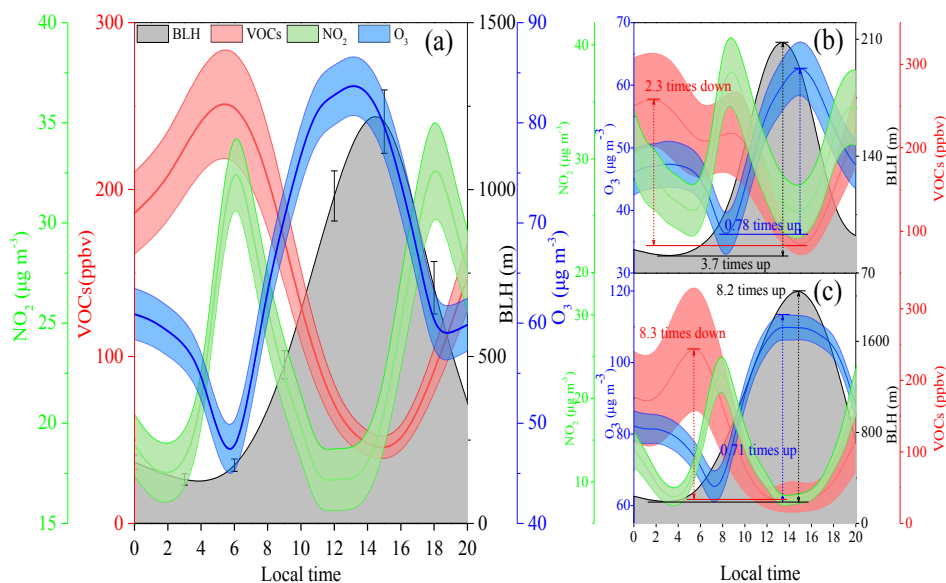 BLH VOCs NO₂ O₃
(a)
NO₂ (μg m⁻³)
40
35
30
25
20
15
VOCs(ppbv)
300
200
100
0
BLH (m)
1500
1000
500
0
O₃ (μg m⁻³)
90
80
70
60
50
40
0 2 4 6 8 10 12 14 16 18 20
Local time
(b)
NO₂ (μg m⁻³)
40
30
20
O₃ (μg m⁻³)
70
60
50
40
30
2.3 times down
0.78 times up
3.7 times up
BLH (m)
210
140
70
VOCs (ppbv)
300
200
100
0
(c)
NO₂ (μg m⁻³)
30
20
10
O₃ (μg m⁻³)
120
100
80
60
8.2 times up
8.3 times down
0.71 times up
BLH (m)
1600
800
0
VOCs (ppbv)
300
200
100
0
0 2 4 6 8 10 12 14 16 18 20
Local time